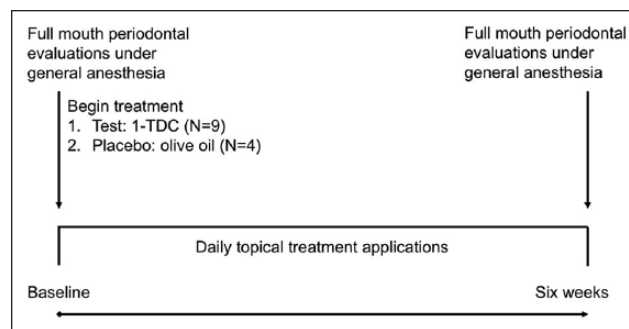 Full mouth periodontal
evaluations under
general anesthesia
Full mouth periodontal
evaluations under
general anesthesia
Begin treatment
1. Test: 1-TDC (N=9)
2. Placebo: olive oil (N=4)
Daily topical treatment applications
Baseline
Six weeks